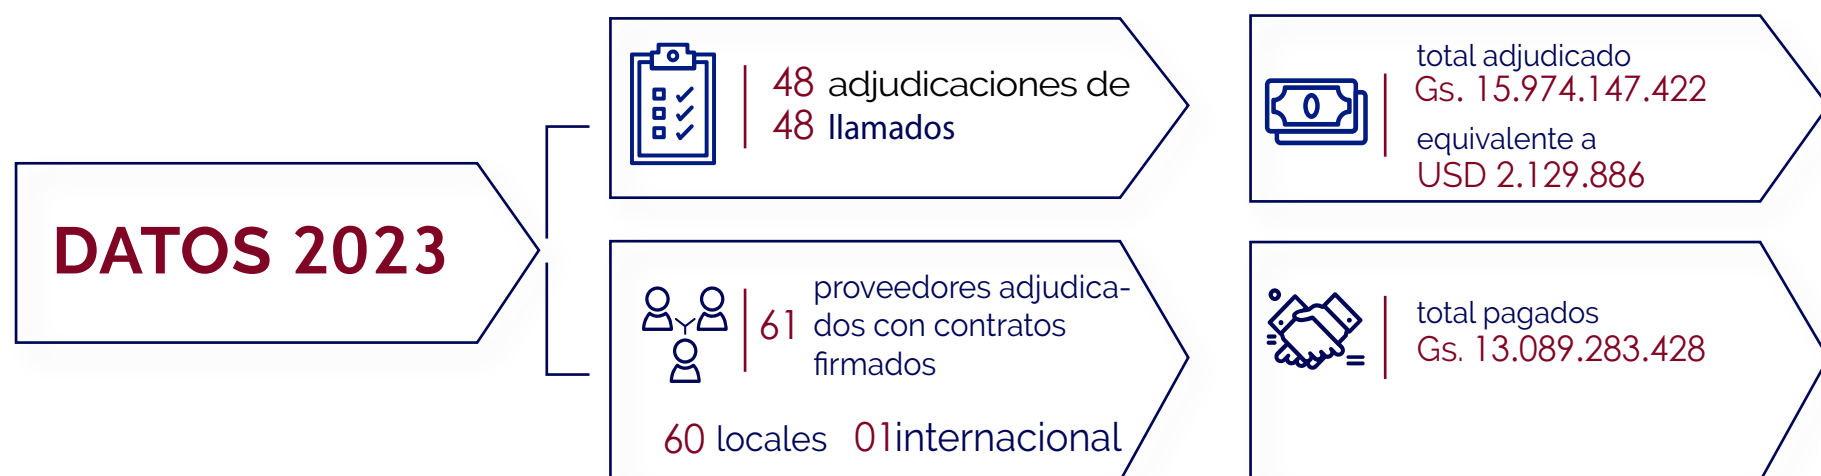 DATOS 2023
48 adjudicaciones de
48 llamados
61 proveedores adjudica-
dos con contratos
firmados
60 locales 01internacional
total adjudicado
Gs. 15.974.147.422
equivalente a
USD 2.129.886
total pagados
Gs. 13.089.283.428